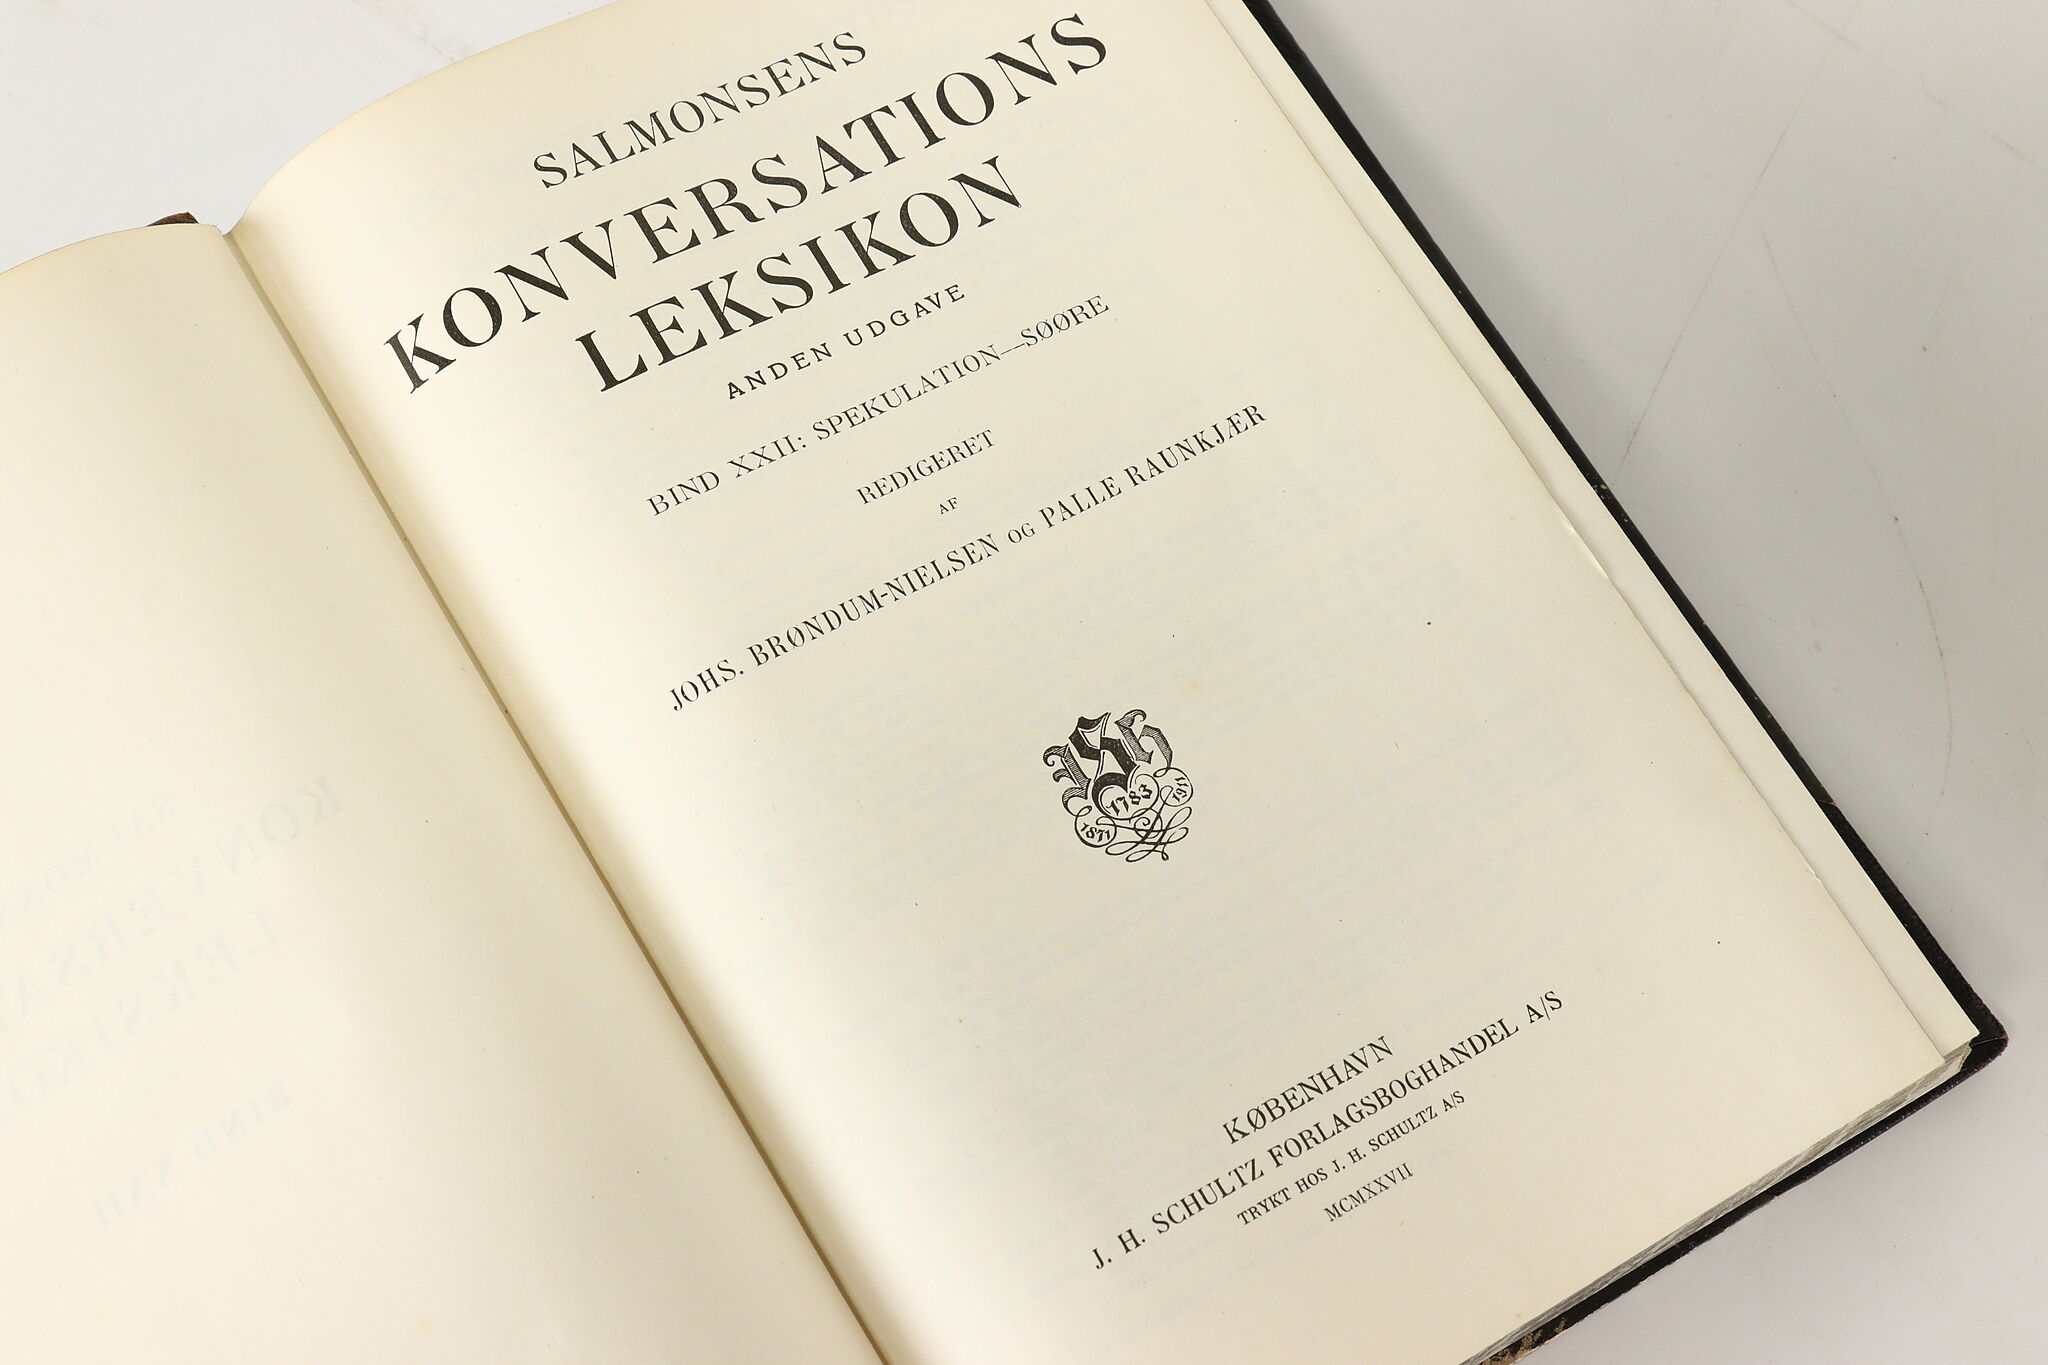 SALMONSENS
KONVERSATIONS
LEKSIKON
ANDEN UDGAVE
BIND XXII: SPEKULATION—SØØRE
REDIGERET
AF
JOHS. BRØNDUM-NIELSEN OG PALLE RAUNKJÆR
JSH
1783
1871 1911
KØBENHAVN
J. H. SCHULTZ FORLAGSBOGHANDEL A/S
TRYKT HOS J. H. SCHULTZ A/S
MCMXXVII